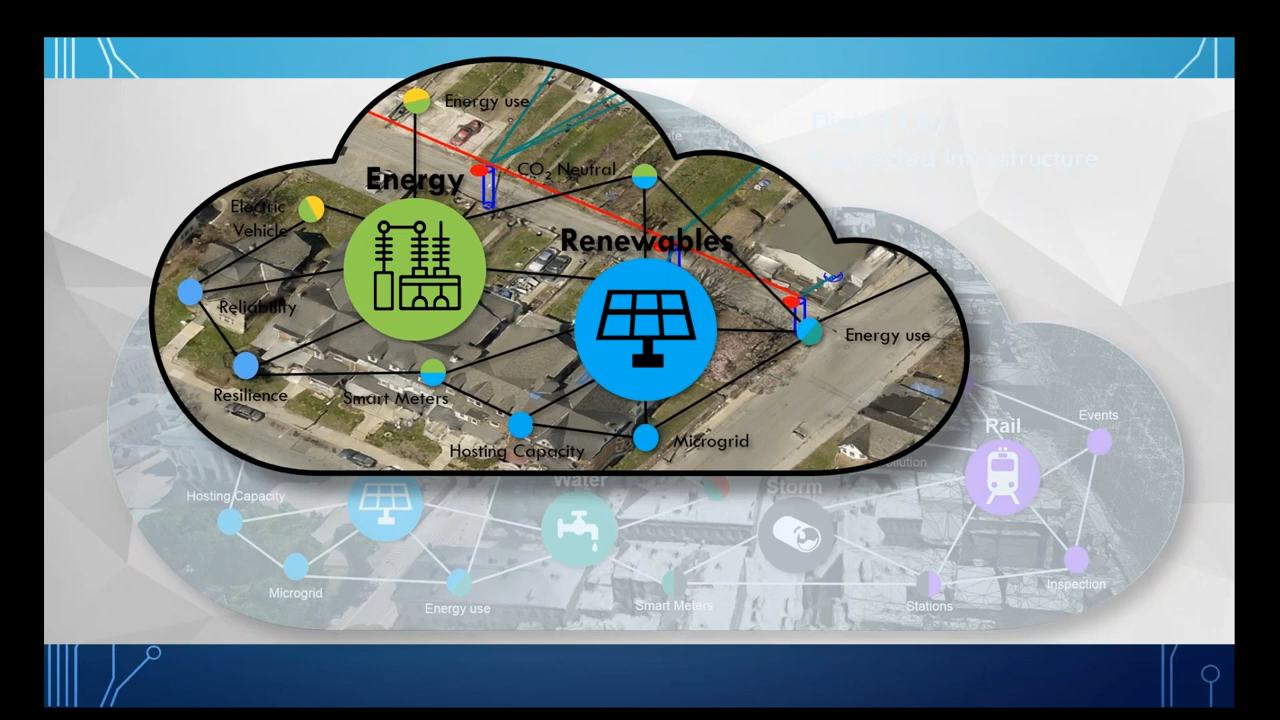 Energy use
CO₂ Neutral
Energy
Electric
Vehicle
Renewables
Reliability
Energy use
Resilience
Smart Meters
Hosting Capacity
Microgrid
Events
Rail
Water
Storm
Hosting Capacity
Microgrid
Energy use
Smart Meters
Stations
Inspection